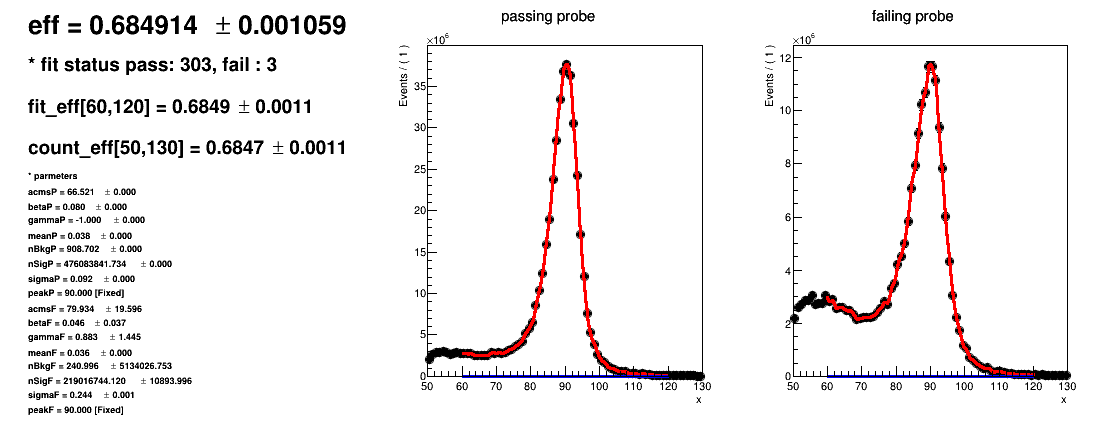 eff = 0.684914 ± 0.001059
* fit status pass: 303, fail : 3
fit_eff[60,120] = 0.6849 ± 0.0011
count_eff[50,130] = 0.6847 ± 0.0011
* parmeters
acmsP = 66.521 ± 0.000
betaP = 0.080 ± 0.000
gammaP = -1.000 ± 0.000
meanP = 0.038 ± 0.000
nBkgP = 908.702 ± 0.000
nSigP = 476083841.734 ± 0.000
sigmaP = 0.092 ± 0.000
peakP = 90.000 [Fixed]
acmsF = 79.934 ± 19.596
betaF = 0.046 ± 0.037
gammaF = 0.883 ± 1.445
meanF = 0.036 ± 0.000
nBkgF = 240.996 ± 5134026.753
nSigF = 219016744.120 ± 10893.996
sigmaF = 0.244 ± 0.001
peakF = 90.000 [Fixed]
passing probe
×10⁶
Events / ( 1 )
35
30
25
20
15
10
5
0
50 60 70 80 90 100 110 120 130
x
failing probe
×10⁶
Events / ( 1 )
12
10
8
6
4
2
0
50 60 70 80 90 100 110 120 130
x